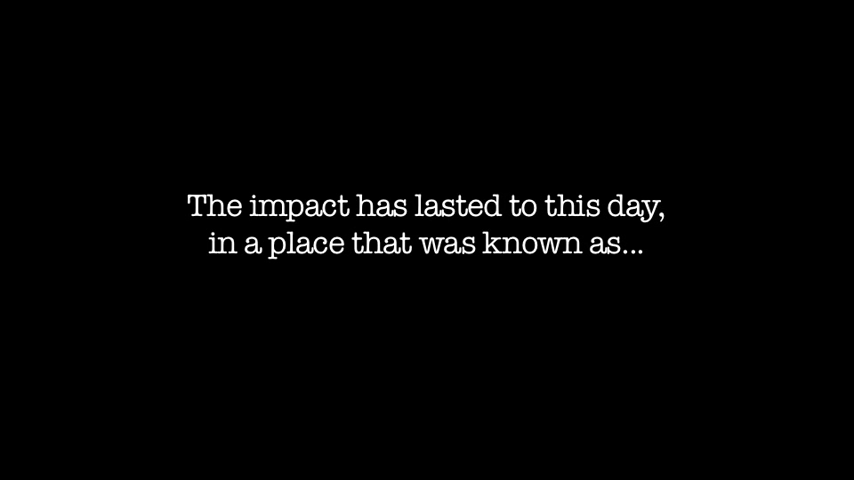 The impact has lasted to this day,
in a place that was known as...